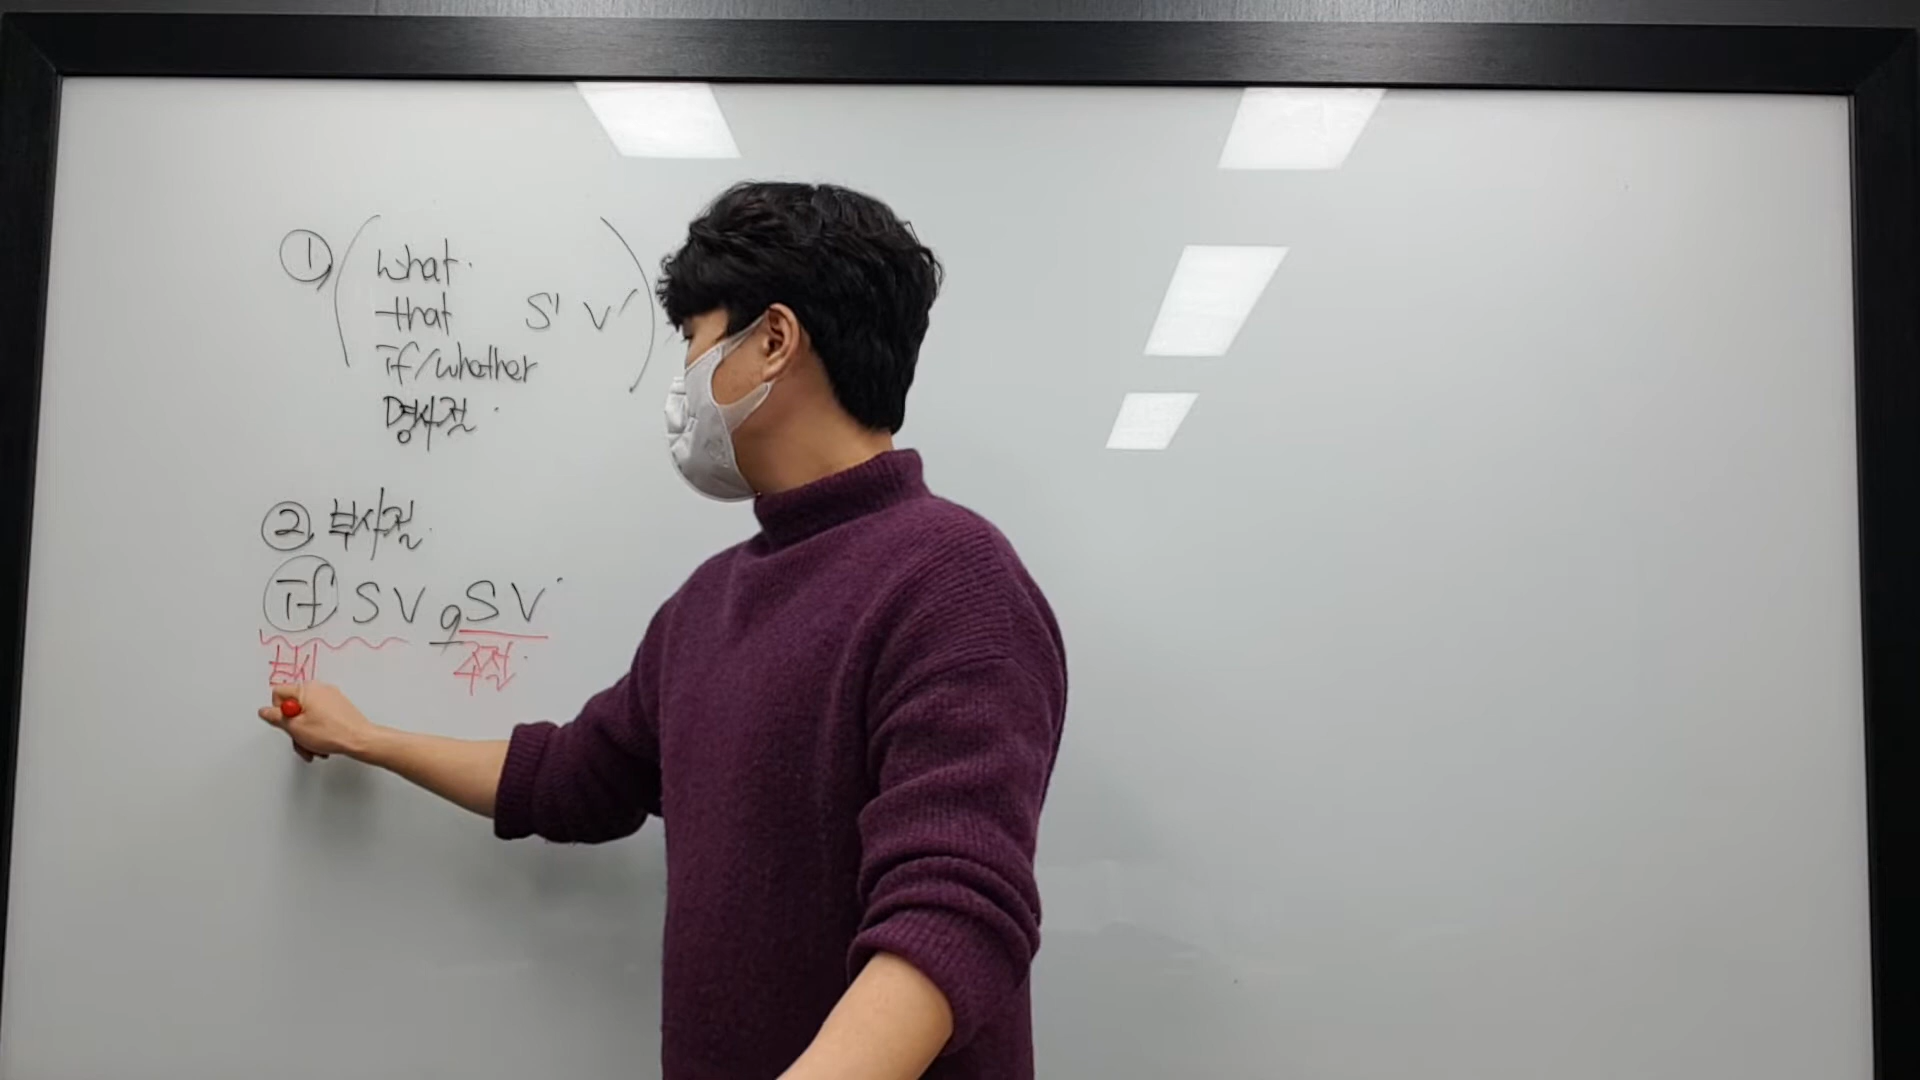 ① ( what.
that S' V' )
if/whether
명사절.
② 부사절.
if S V , S V.
부사 주절.